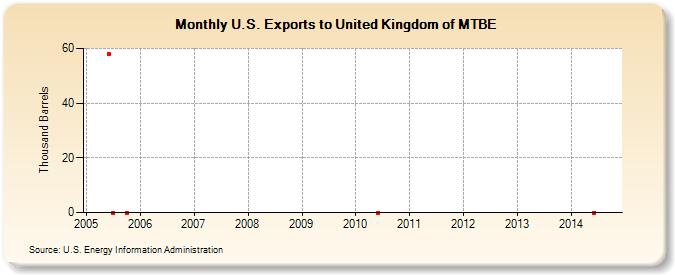 Monthly U.S. Exports to United Kingdom of MTBE
Thousand Barrels
60
40
20
0
2005 2006 2007 2008 2009 2010 2011 2012 2013 2014
Source: U.S. Energy Information Administration